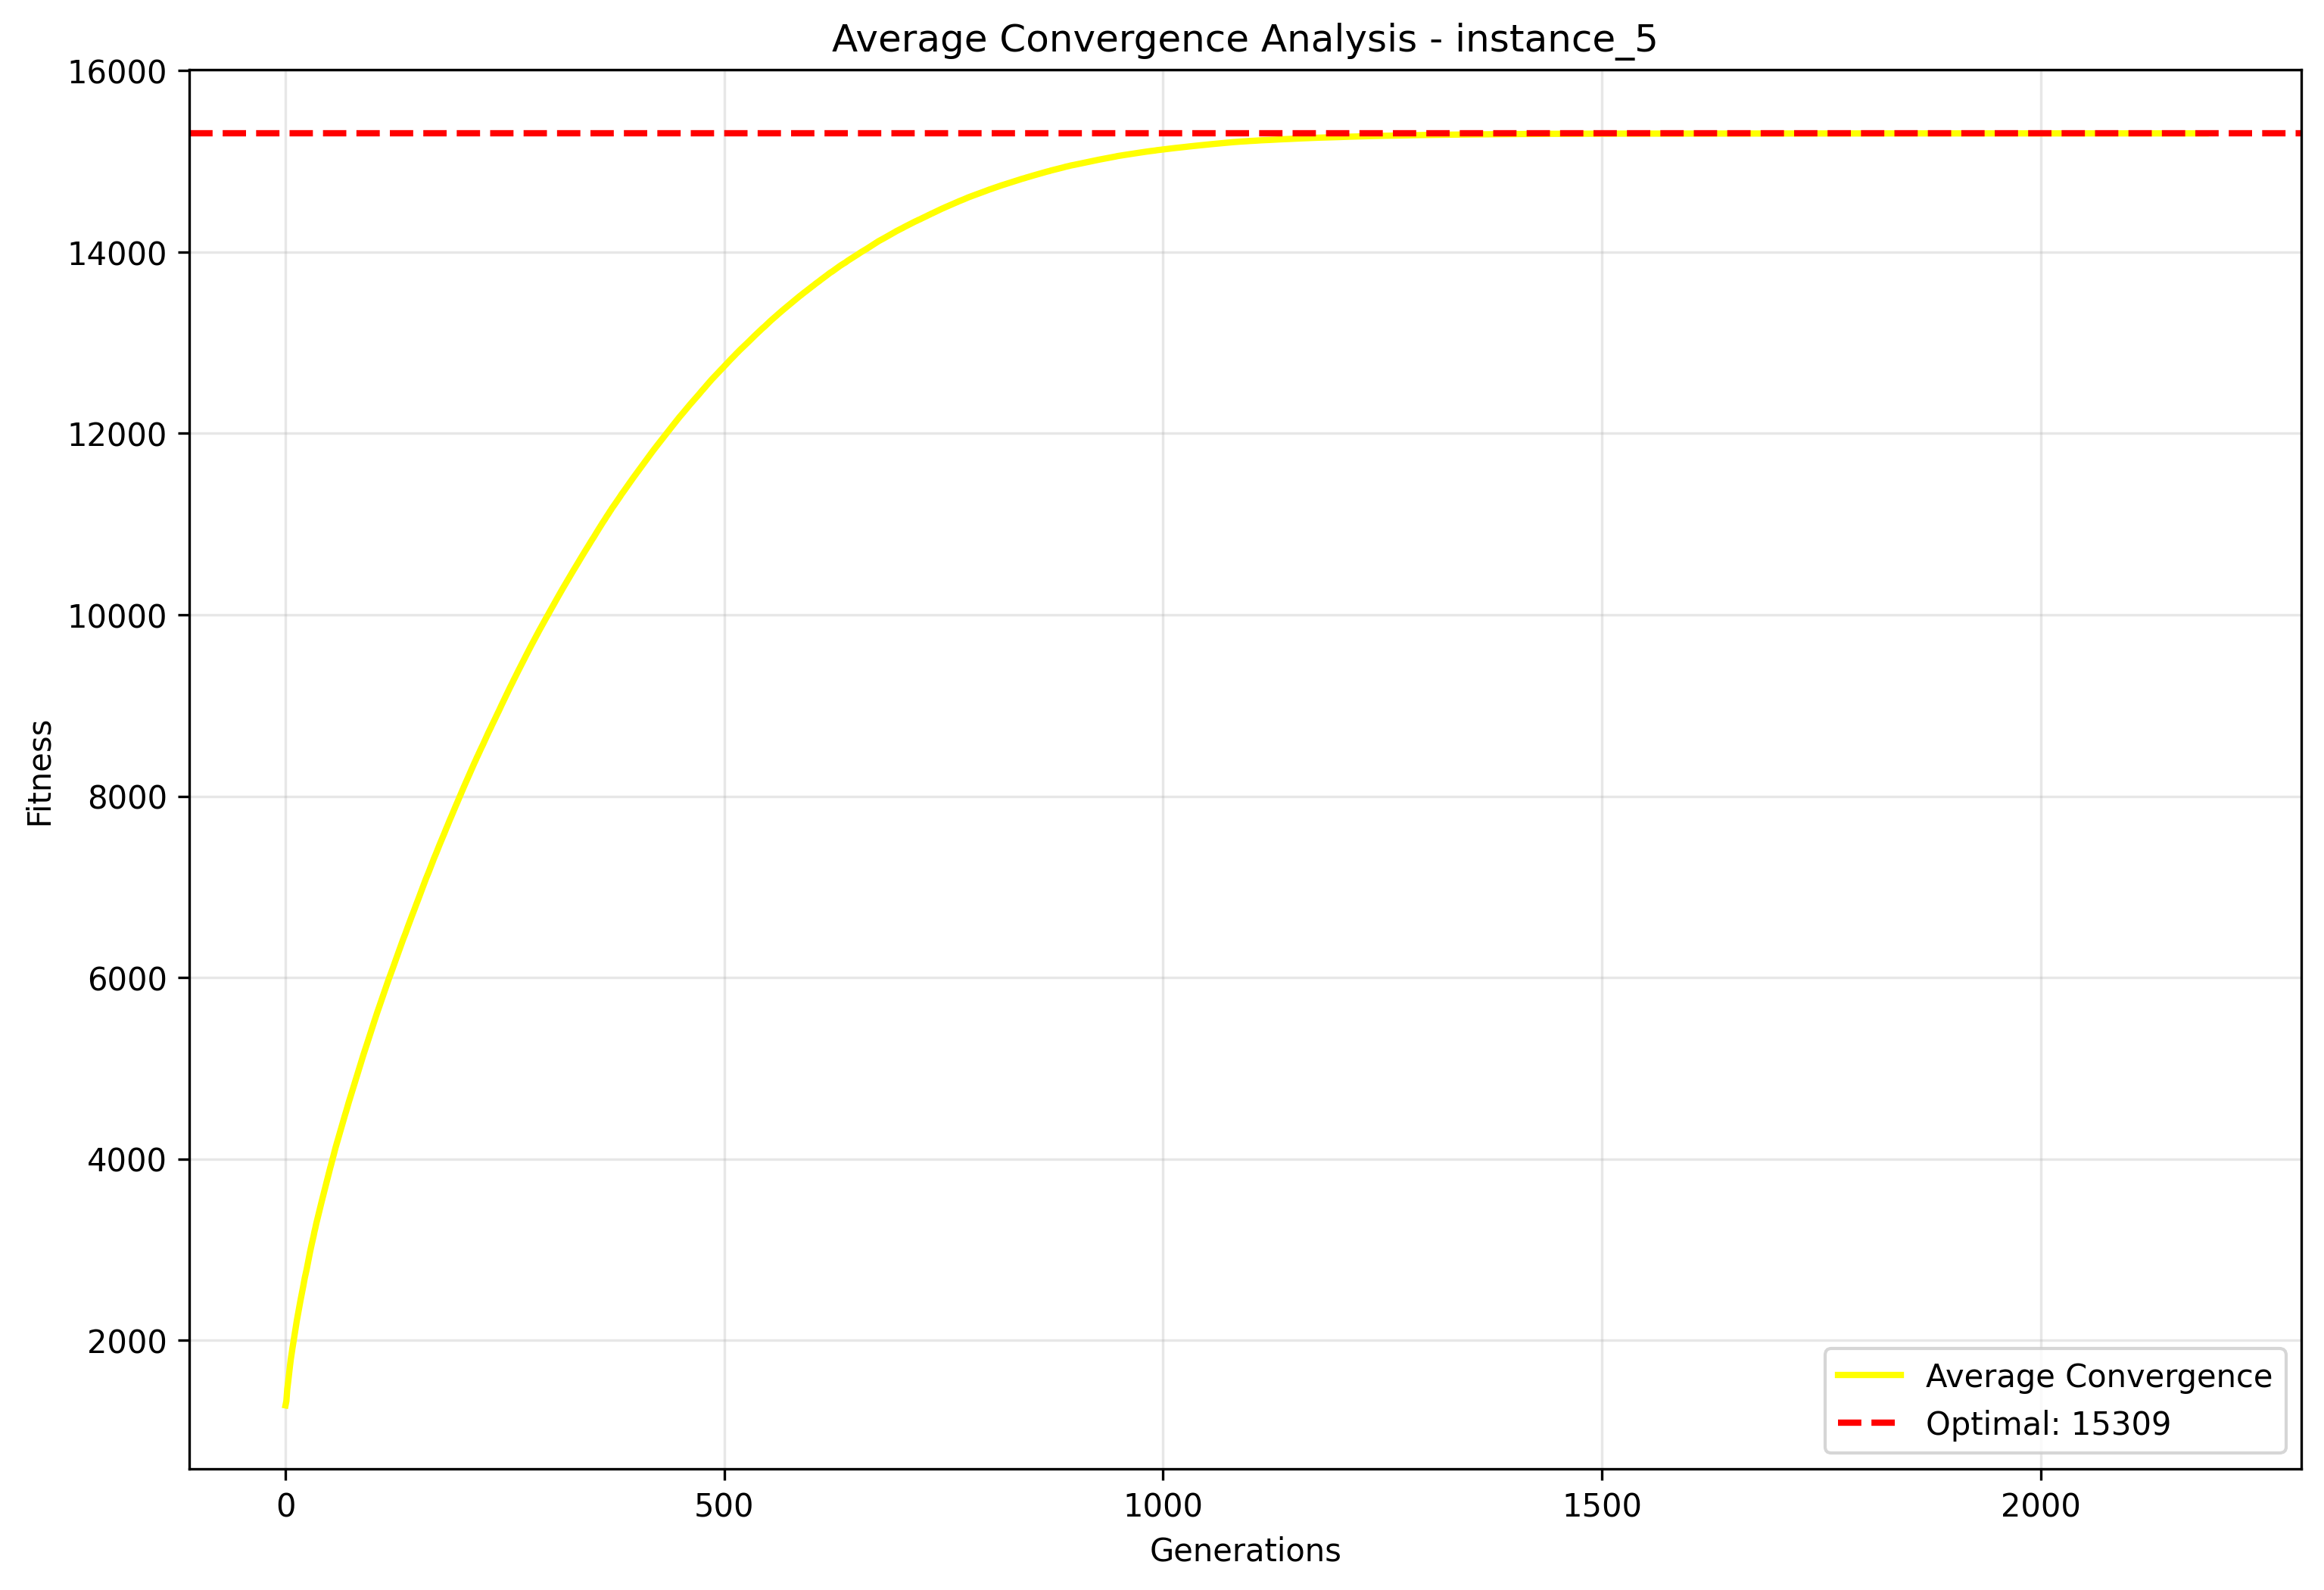 Average Convergence Analysis - instance_5
16000
14000
12000
10000
8000
6000
4000
2000
Fitness
0 500 1000 1500 2000
Generations
Average Convergence
Optimal: 15309